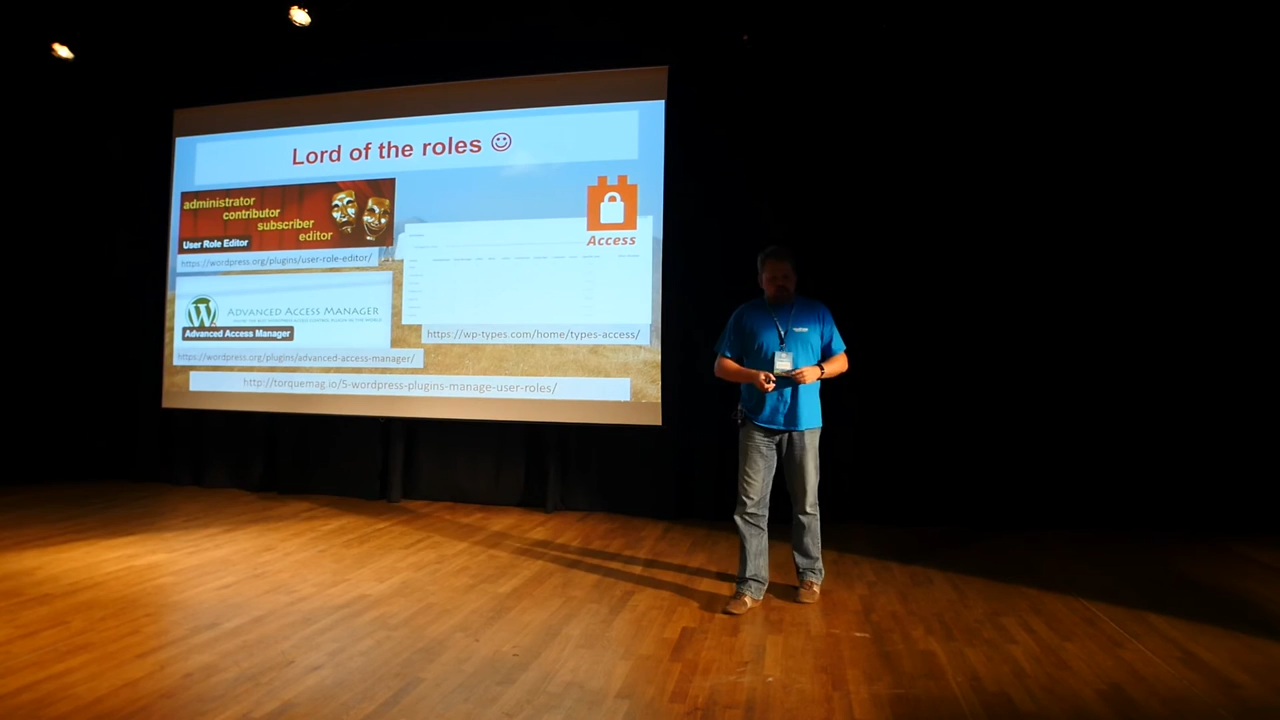 Lord of the roles ☺
administrator
contributor
subscriber
editor
User Role Editor
https://wordpress.org/plugins/user-role-editor/
Access
ADVANCED ACCESS MANAGER
Advanced Access Manager
https://wp-types.com/home/types-access/
https://wordpress.org/plugins/advanced-access-manager/
http://torquemag.io/5-wordpress-plugins-manage-user-roles/